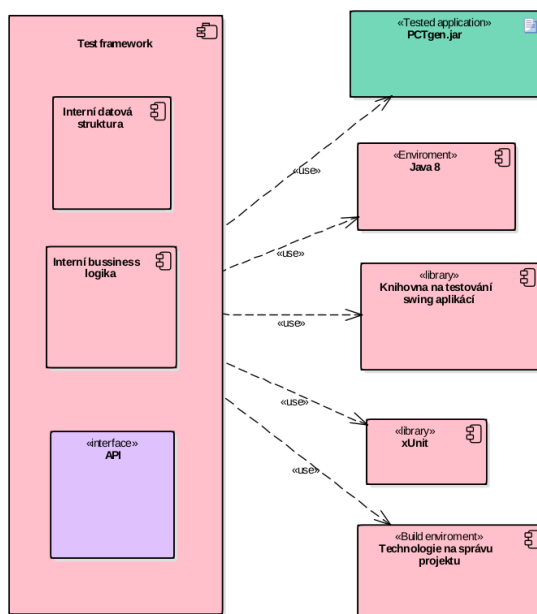 Test framework
Interní datová
struktura
Interní bussiness
logika
«interface»
API
«Tested application»
PCTgen.jar
«use»
«Enviroment»
Java 8
«use»
«library»
Knihovna na testování
swing aplikácí
«use»
«library»
xUnit
«use»
«Build enviroment»
Technologie na správu
projektu
«use»